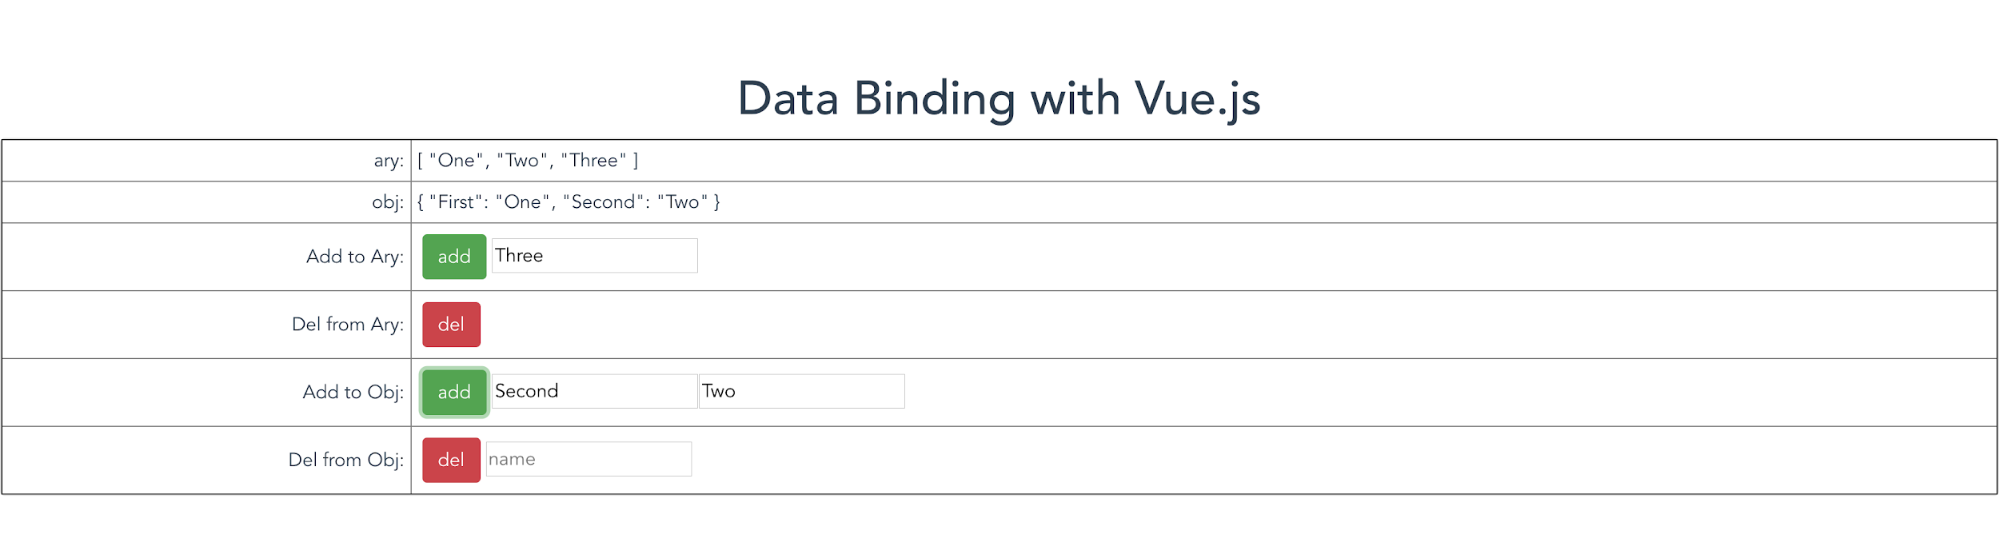 Data Binding with Vue.js
ary: [ "One", "Two", "Three" ]
obj: { "First": "One", "Second": "Two" }
Add to Ary: add Three
Del from Ary: del
Add to Obj: add Second Two
Del from Obj: del name